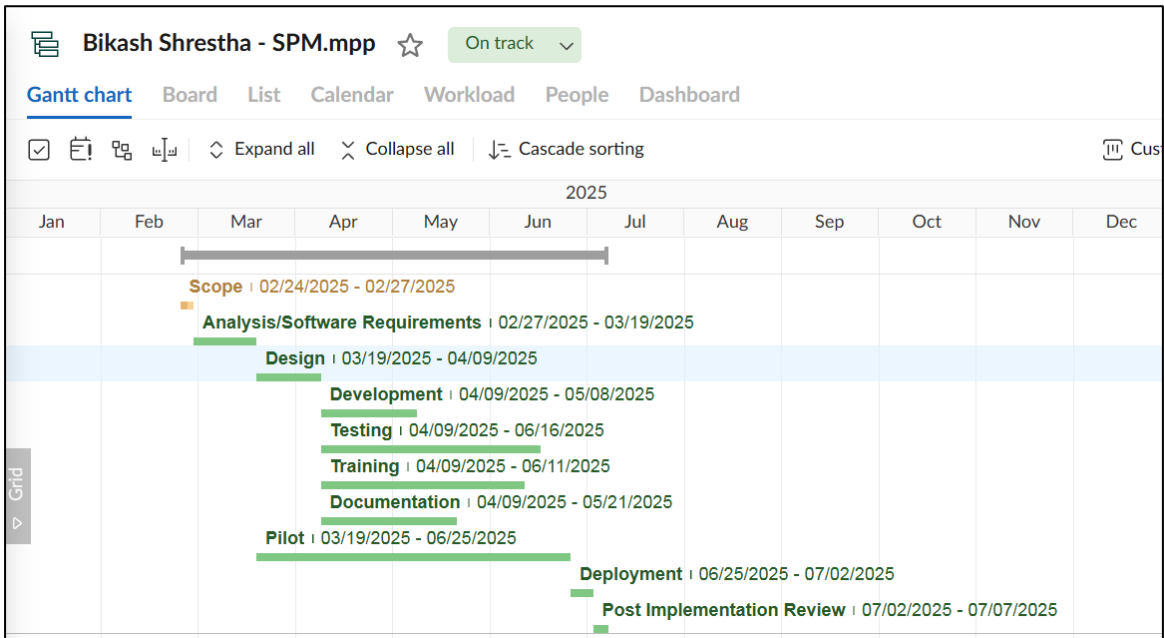 Bikash Shrestha - SPM.mpp On track
Gantt chart Board List Calendar Workload People Dashboard
Expand all Collapse all Cascade sorting Cus
2025
Jan Feb Mar Apr May Jun Jul Aug Sep Oct Nov Dec
Scope 02/24/2025 - 02/27/2025
Analysis/Software Requirements 02/27/2025 - 03/19/2025
Design 03/19/2025 - 04/09/2025
Development 04/09/2025 - 05/08/2025
Testing 04/09/2025 - 06/16/2025
Training 04/09/2025 - 06/11/2025
Documentation 04/09/2025 - 05/21/2025
Grid
Pilot 03/19/2025 - 06/25/2025
Deployment 06/25/2025 - 07/02/2025
Post Implementation Review 07/02/2025 - 07/07/2025